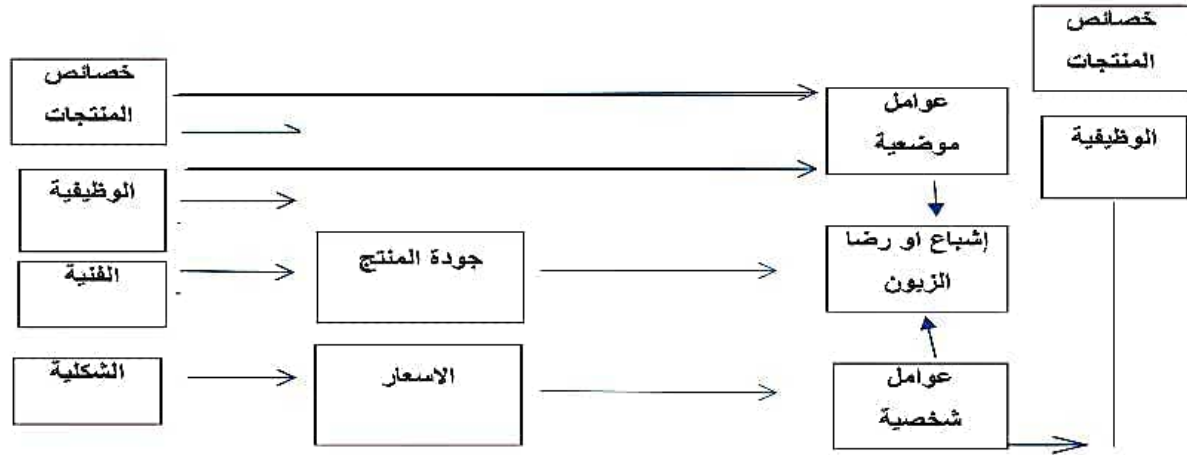 خصائص
المنتجات
الوظيفية
خصائص
المنتجات
عوامل
موضعية
الوظيفية
إشباع او رضا
الزبون
جودة المنتج
الفنية
عوامل
شخصية
الاسعار
الشكلية